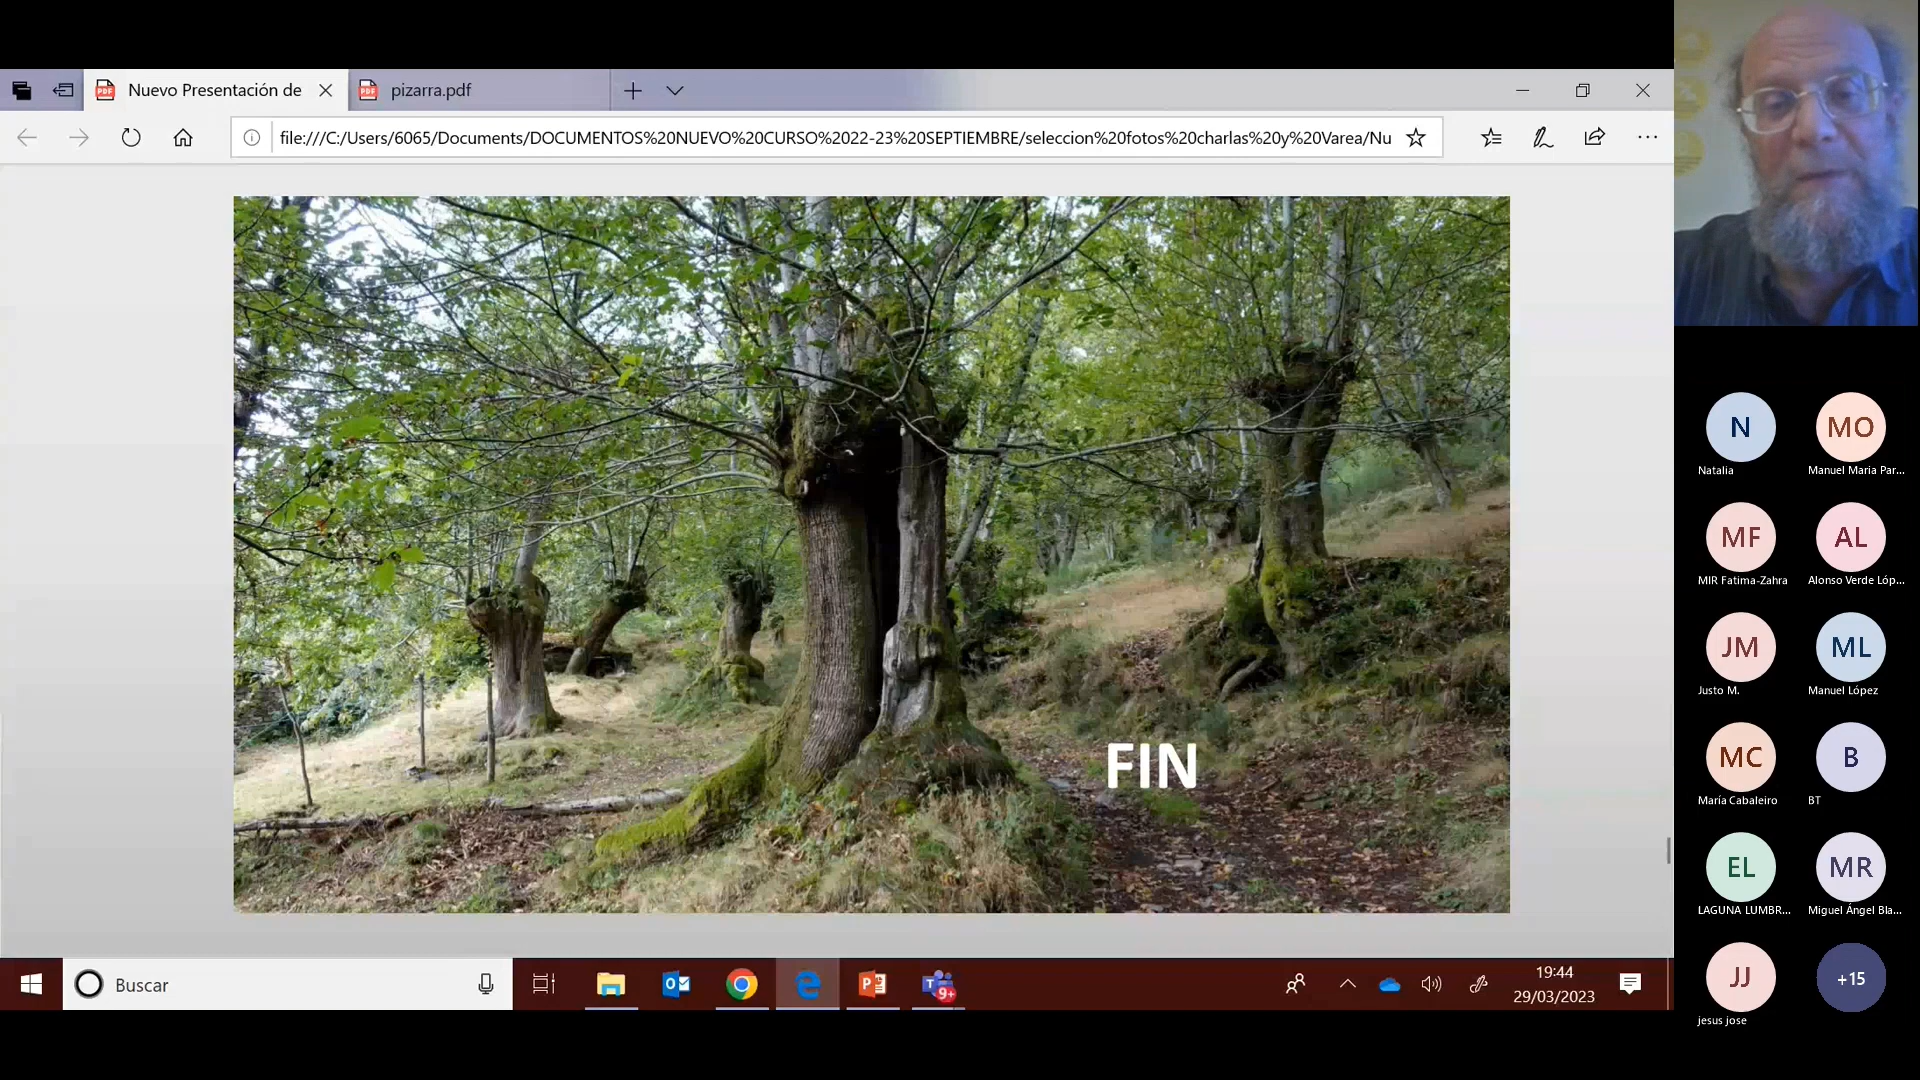 Nuevo Presentación de
pizarra.pdf
file:///C:/Users/6065/Documents/DOCUMENTOS%20NUEVO%20CURSO%2022-23%20SEPTIEMBRE/seleccion%20fotos%20charlas%20y%20Varea/Nu
FIN
N
Natalia
MO
Manuel Maria Par...
MF
MIR Fatima-Zahra
AL
Alonso Verde Lóp...
JM
Justo M.
ML
Manuel López
MC
María Cabaleiro
B
BT
EL
LAGUNA LUMBR...
MR
Miguel Ángel Bla...
JJ
jesus jose
+15
Buscar
9+
19:44
29/03/2023